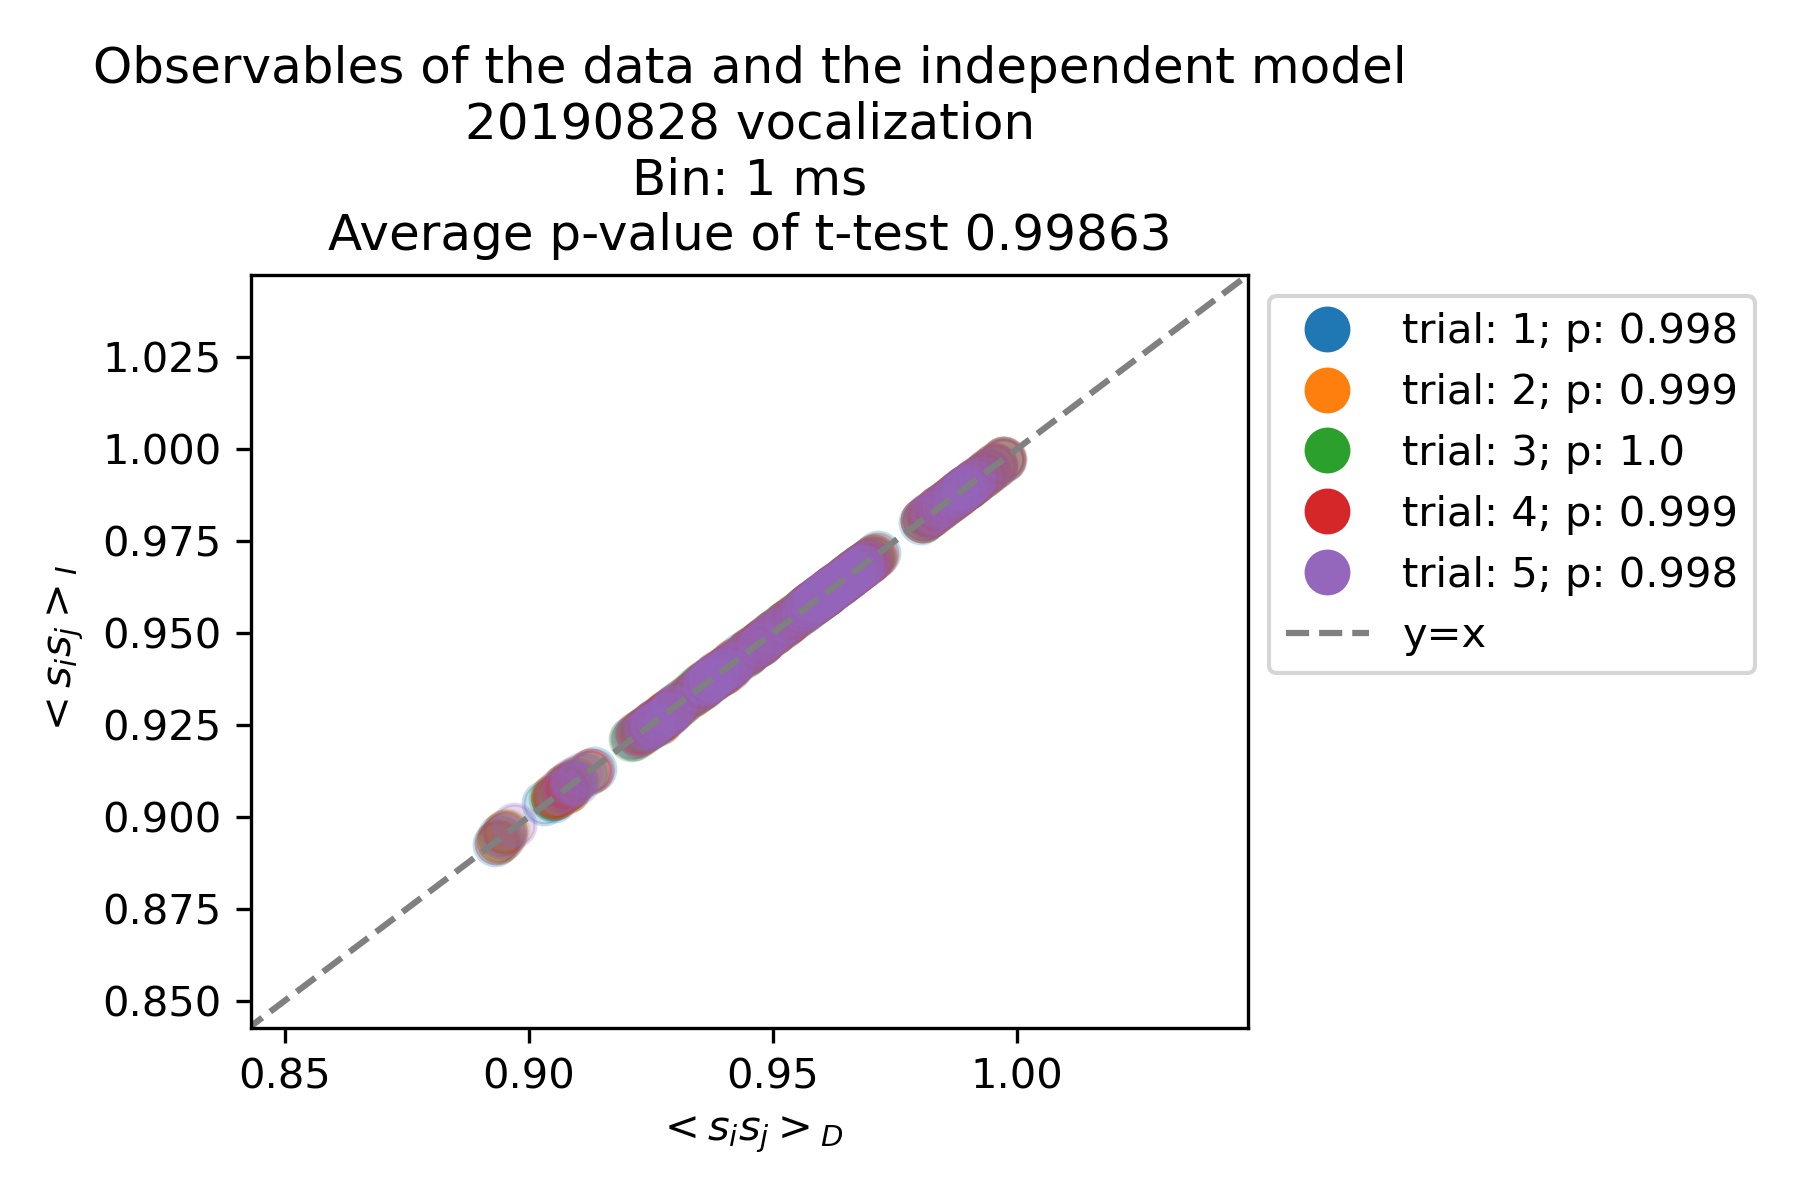 Observables of the data and the independent model
20190828 vocalization
Bin: 1 ms
Average p-value of t-test 0.99863
trial: 1; p: 0.998
trial: 2; p: 0.999
trial: 3; p: 1.0
trial: 4; p: 0.999
trial: 5; p: 0.998
y=x
1.025
1.000
0.975
0.950
0.925
0.900
0.875
0.850
< s_i s_j >_I
0.85 0.90 0.95 1.00
< s_i s_j >_D